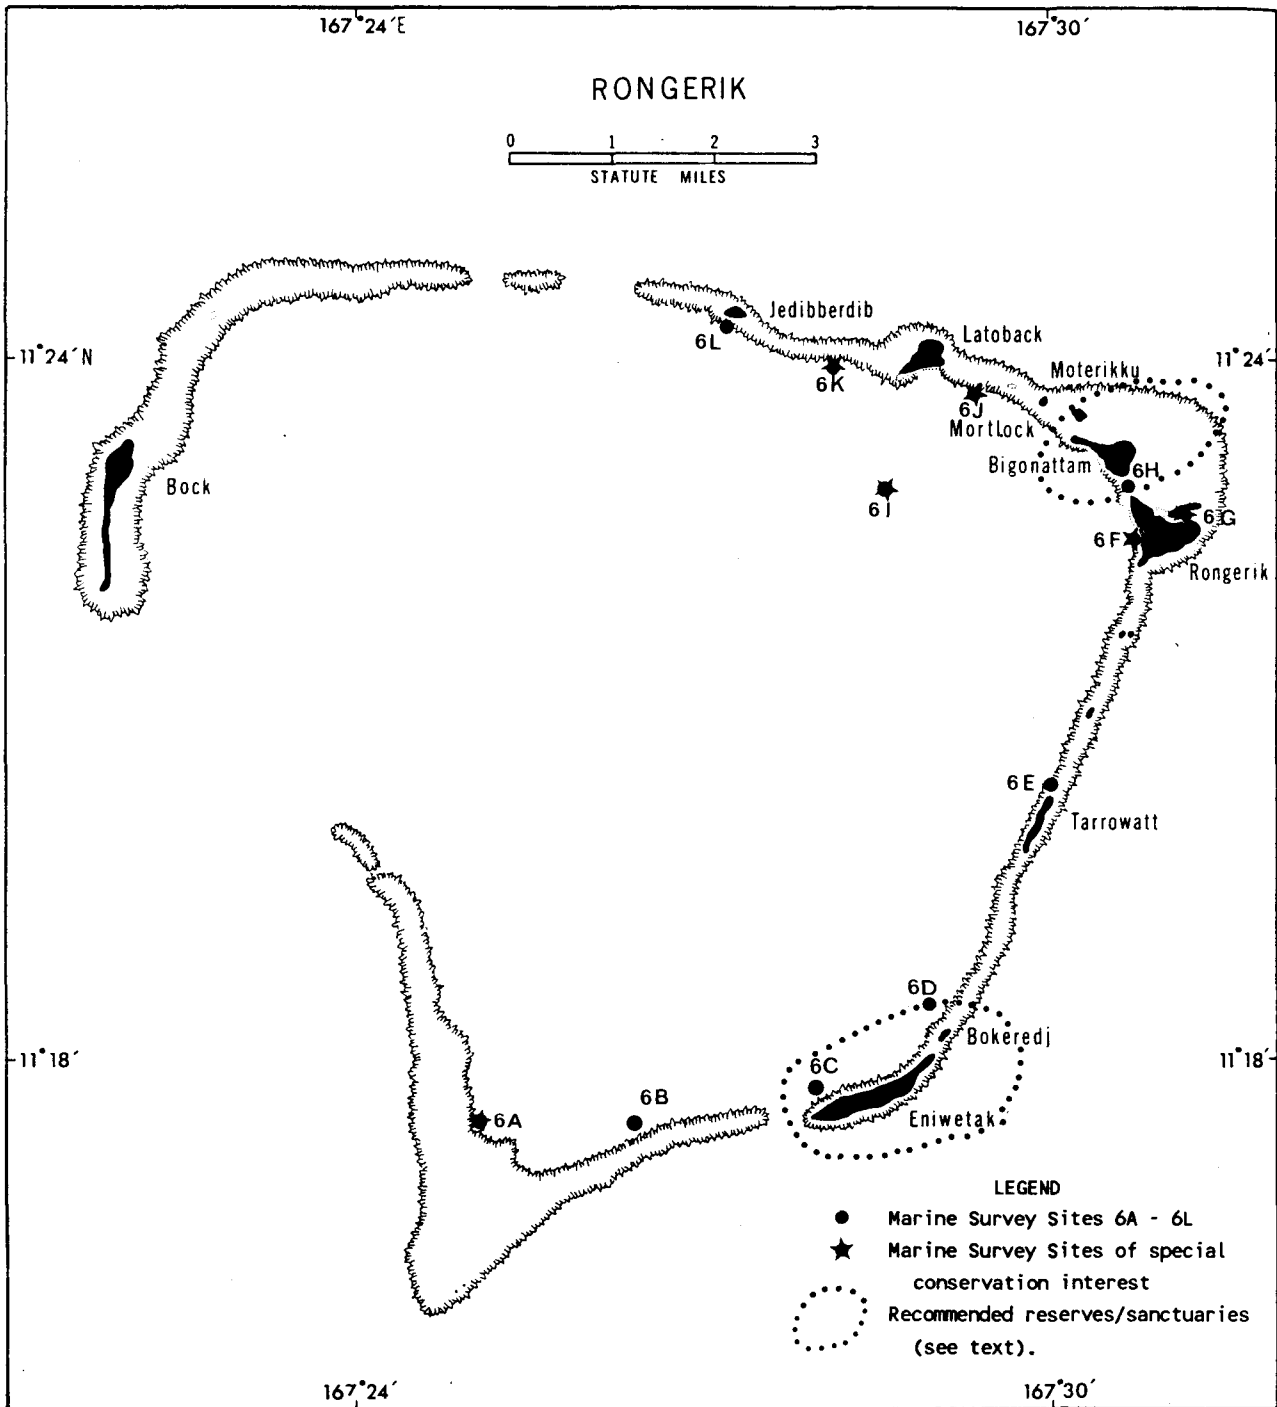 167°24′E
167°30′
RONGERIK
0 1 2 3
STATUTE MILES
Jedibberdib
6L
Latoback
11°24′N
11°24′
6K
Moterikku
6J
Mortlock
Bigonattam
6H
Bock
6I
6G
6F
Rongerik
6E
Tarrowatt
6D
Bokeredj
11°18′
11°18′
6C
6B
6A
Eniwetak
LEGEND
Marine Survey Sites 6A - 6L
Marine Survey Sites of special
conservation interest
Recommended reserves/sanctuaries
(see text).
167°24′
167°30′